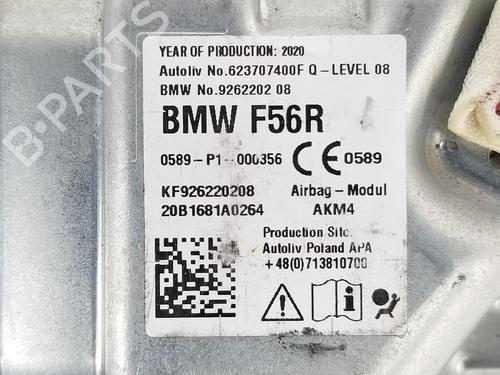 YEAR OF PRODUCTION: 2020
Autoliv No.623707400F Q-LEVEL 08
BMW No.9262202 08
BMW F56R
0589-P1-000356 CE 0589
KF926220208 Airbag-Modul
20B1681A0264 AKM4
Production Site:
Autoliv Poland APA
+48(0)713810700
B-PARTS